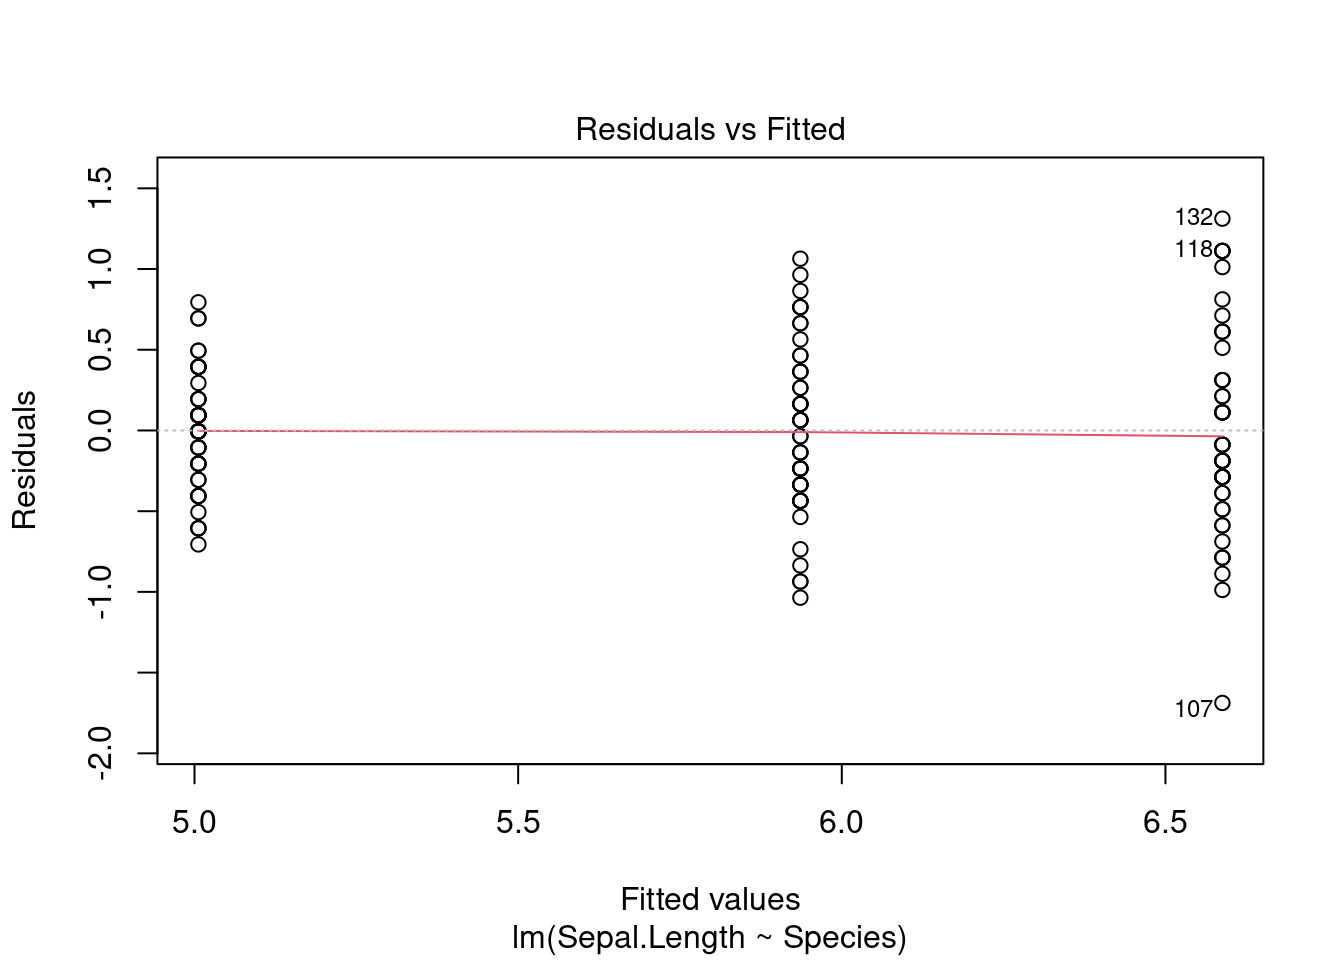 Residuals vs Fitted
1.5
1.0
0.5
0.0
-1.0
-2.0
Residuals
132
118
107
5.0 5.5 6.0 6.5
Fitted values
lm(Sepal.Length ~ Species)